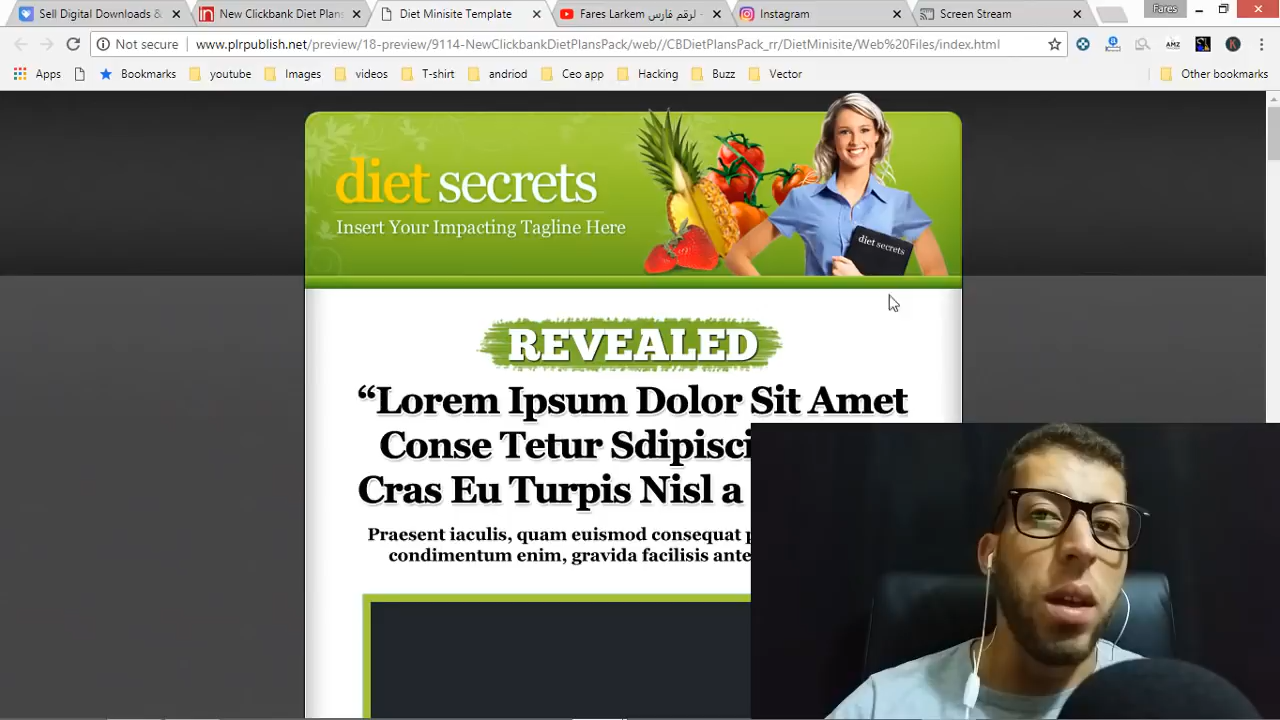 Sell Digital Downloads &
New Clickbank Diet Plans
Diet Minisite Template
Fares Larkem لرقم فارس
Instagram
Screen Stream
Fares
Not secure
www.plrpublish.net/preview/18-preview/9114-NewClickbankDietPlansPack/web//CBDietPlansPack_rr/DietMinisite/Web%20Files/index.html
AMZ
K
Apps
Bookmarks
youtube
Images
videos
T-shirt
andriod
Ceo app
Hacking
Buzz
Vector
Other bookmarks
diet secrets
Insert Your Impacting Tagline Here
diet secrets
REVEALED
“Lorem Ipsum Dolor Sit Amet
Conse Tetur Sdipisci
Cras Eu Turpis Nisl a
Praesent iaculis, quam euismod consequat
condimentum enim, gravida facilisis ante